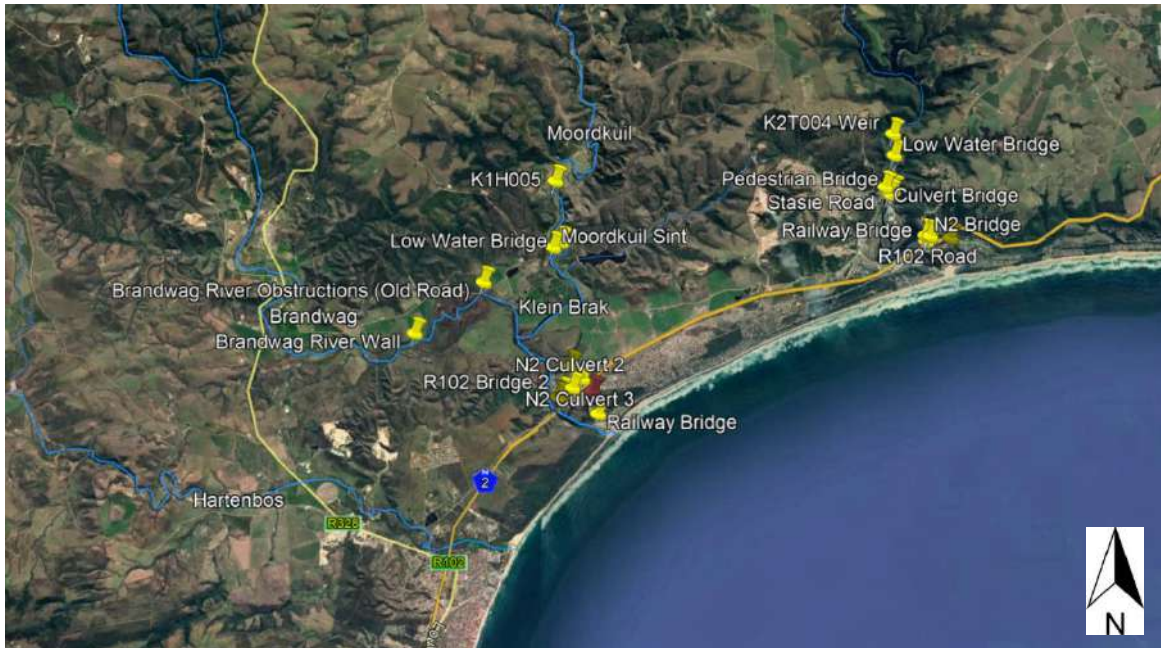 K2T004 Weir
Moordkuil
Low Water Bridge
K1H005
Pedestrian Bridge
Culvert Bridge
Stasie Road
Railway Bridge
N2 Bridge
Low Water Bridge
Moordkuil Sint
R102 Road
Brandwag River Obstructions (Old Road)
Klein Brak
Brandwag
Brandwag River Wall
N2 Culvert 2
R102 Bridge 2
N2 Culvert 3
Railway Bridge
N
2
Hartenbos
R328
R102
N